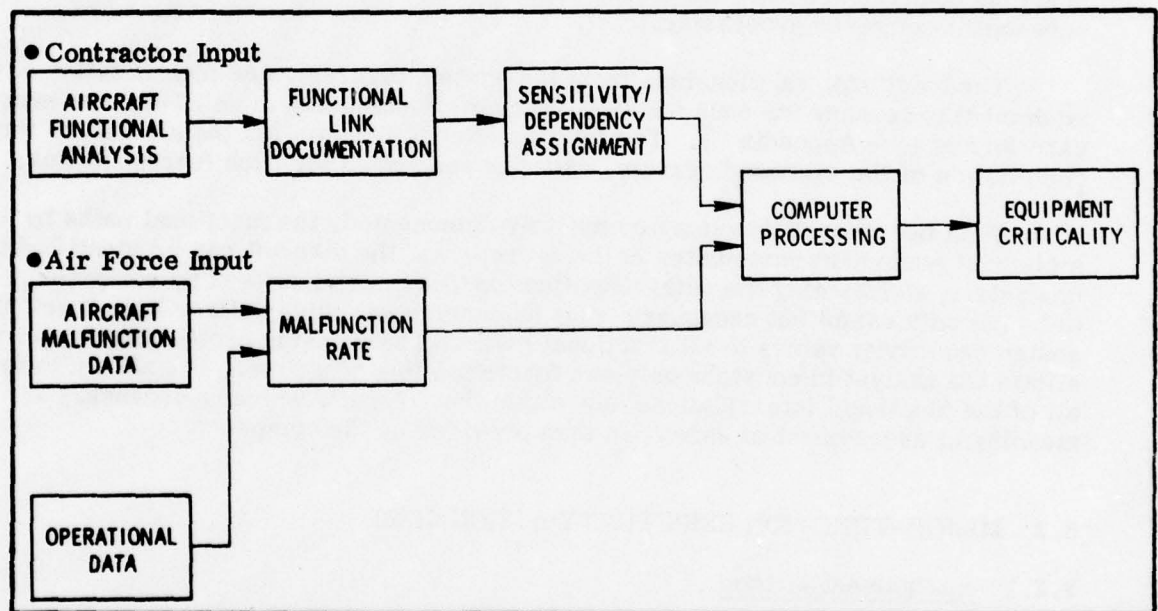 ● Contractor Input
AIRCRAFT
FUNCTIONAL
ANALYSIS
FUNCTIONAL
LINK
DOCUMENTATION
SENSITIVITY/
DEPENDENCY
ASSIGNMENT
COMPUTER
PROCESSING
EQUIPMENT
CRITICALITY
● Air Force Input
AIRCRAFT
MALFUNCTION
DATA
MALFUNCTION
RATE
OPERATIONAL
DATA